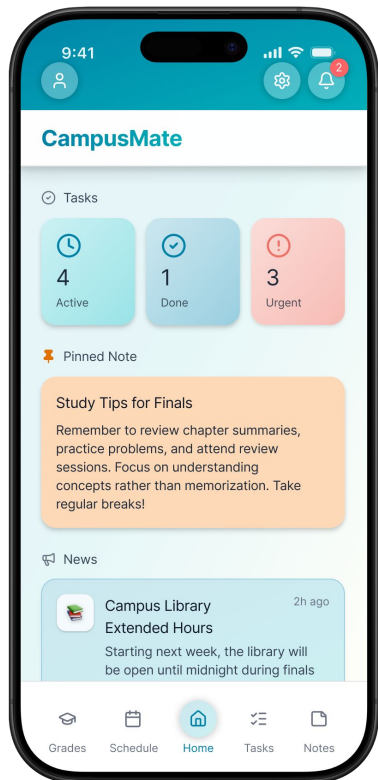 9:41
2
CampusMate
Tasks
4
Active
1
Done
3
Urgent
Pinned Note
Study Tips for Finals
Remember to review chapter summaries,
practice problems, and attend review
sessions. Focus on understanding
concepts rather than memorization. Take
regular breaks!
News
Campus Library
Extended Hours
2h ago
Starting next week, the library will
be open until midnight during finals
Grades
Schedule
Home
Tasks
Notes